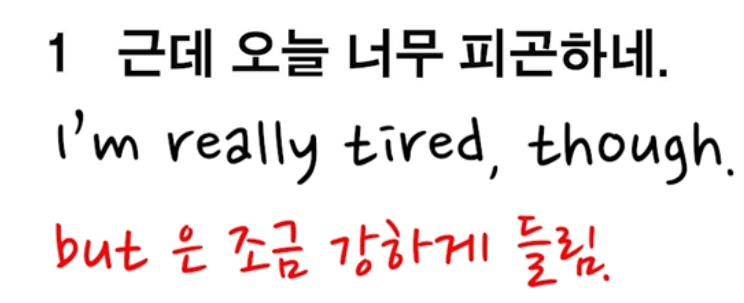 1 근데 오늘 너무 피곤하네.
I'm really tired, though.
but 은 조금 강하게 들림.